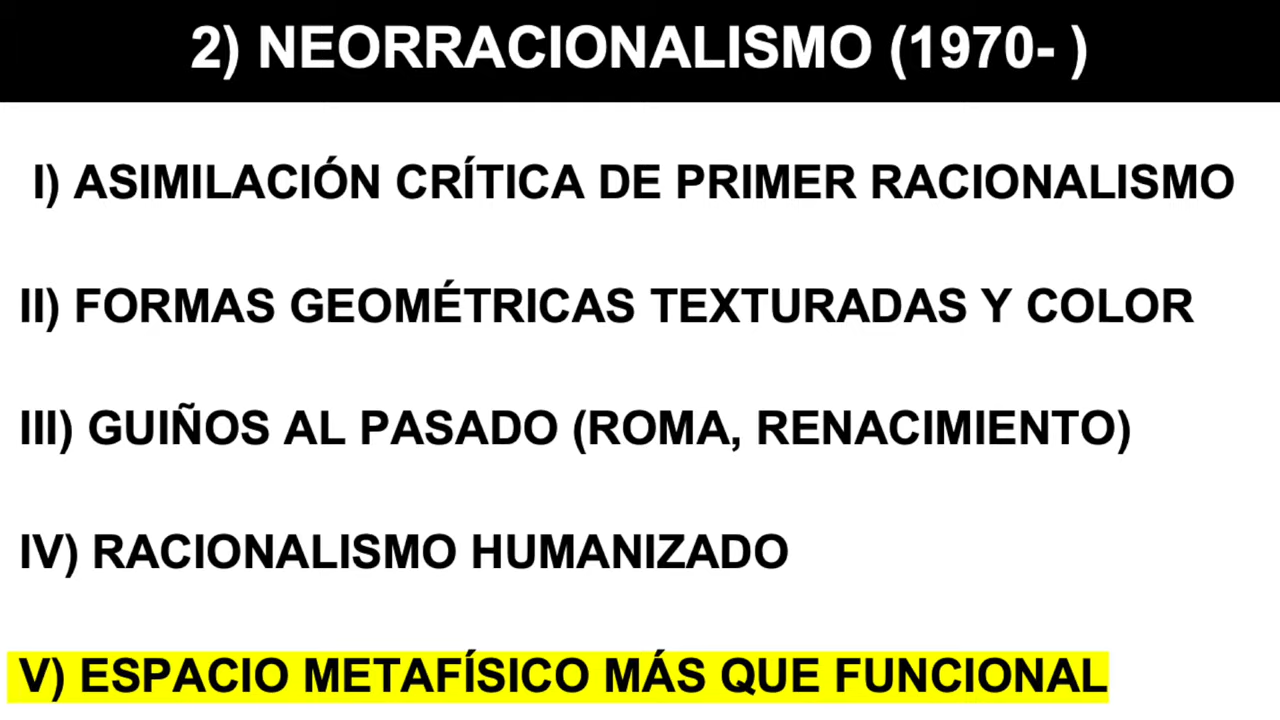 2) NEORRACIONALISMO (1970- )
I) ASIMILACIÓN CRÍTICA DE PRIMER RACIONALISMO
II) FORMAS GEOMÉTRICAS TEXTURADAS Y COLOR
III) GUIÑOS AL PASADO (ROMA, RENACIMIENTO)
IV) RACIONALISMO HUMANIZADO
V) ESPACIO METAFÍSICO MÁS QUE FUNCIONAL